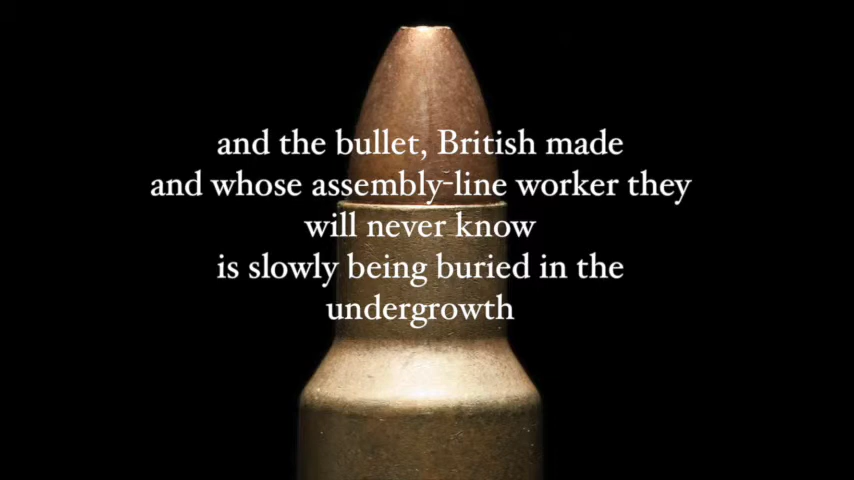 and the bullet, British made
and whose assembly-line worker they
will never know
is slowly being buried in the
undergrowth